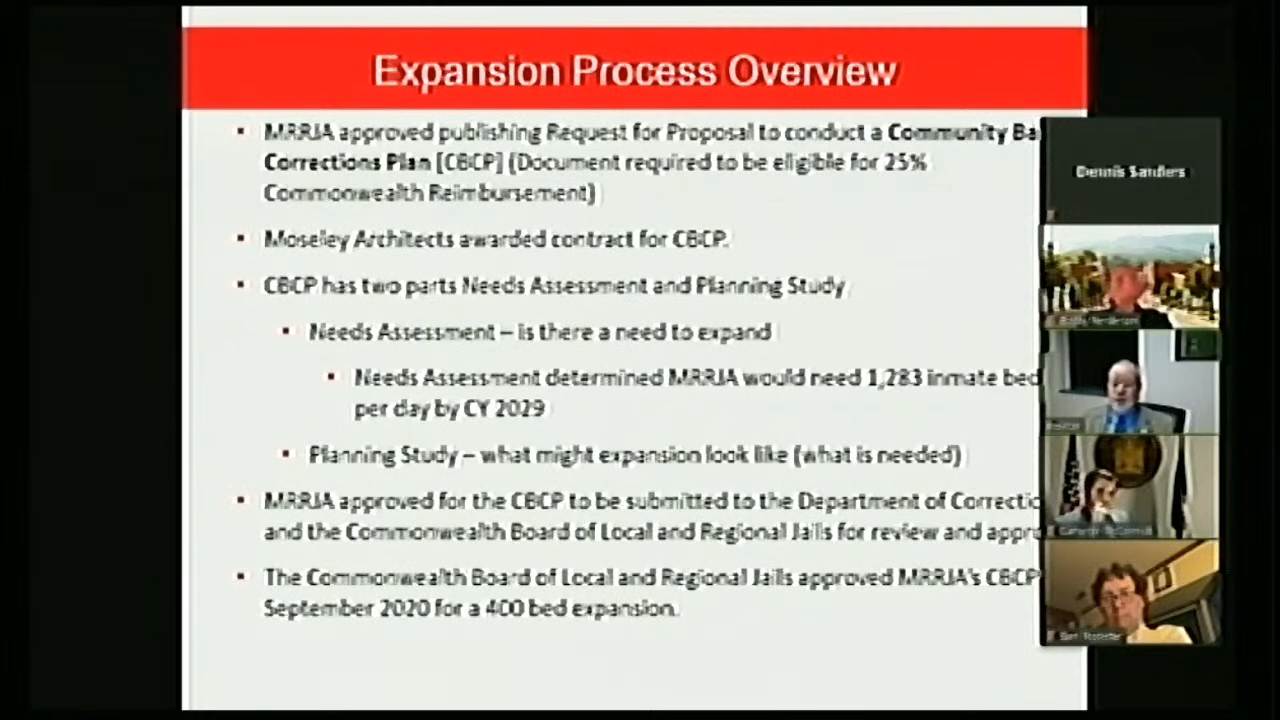 Expansion Process Overview
▪ MRRJA approved publishing Request for Proposal to conduct a Community Ba
Corrections Plan [CBCP] (Document required to be eligible for 25%
Commonwealth Reimbursement)
▪ Moseley Architects awarded contract for CBCP.
▪ CBCP has two parts Needs Assessment and Planning Study
▪ Needs Assessment – is there a need to expand
▪ Needs Assessment determined MRRJA would need 1,283 inmate bed
per day by CY 2029
▪ Planning Study – what might expansion look like (what is needed)
▪ MRRJA approved for the CBCP to be submitted to the Department of Correctio
and the Commonwealth Board of Local and Regional Jails for review and appro
▪ The Commonwealth Board of Local and Regional Jails approved MRRJA's CBCP
September 2020 for a 400 bed expansion.
Dennis Sanders